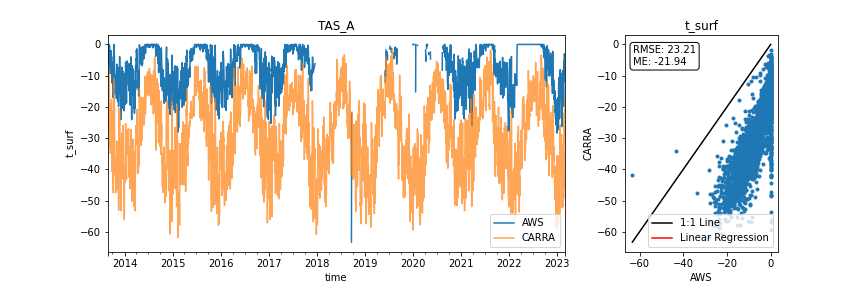 TAS_A
t_surf
0
−10
−20
−30
−40
−50
−60
2014
2015
2016
2017
2018
2019
2020
2021
2022
2023
time
AWS
CARRA
t_surf
RMSE: 23.21
ME: -21.94
CARRA
0
−10
−20
−30
−40
−50
−60
−60
−40
−20
0
AWS
1:1 Line
Linear Regression